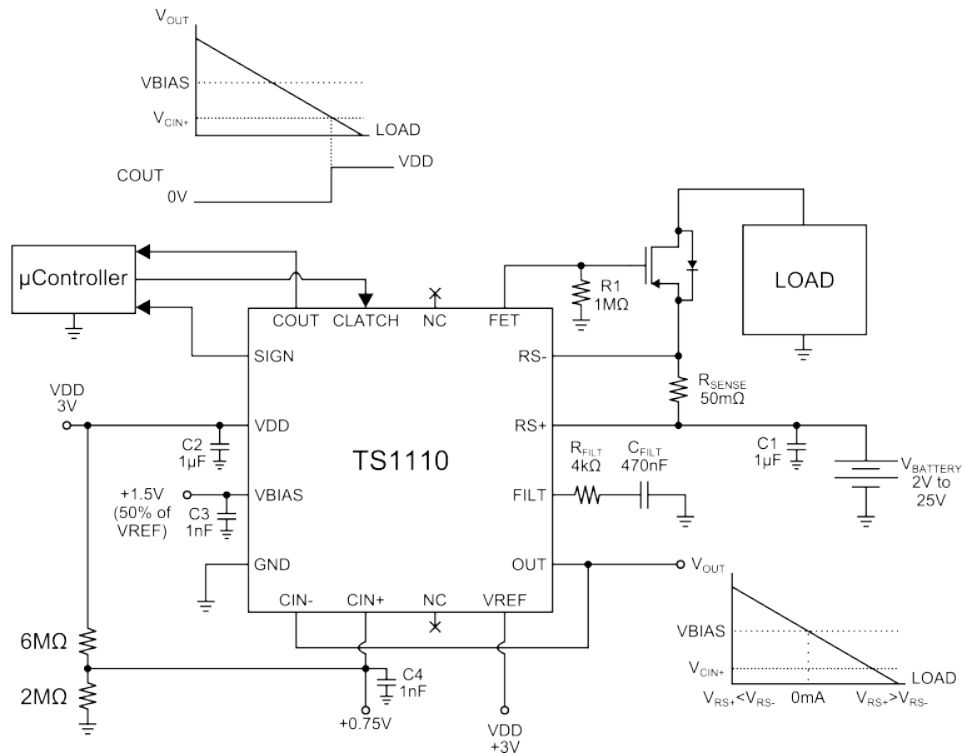 VOUT
VBIAS
VCIN+
LOAD
COUT
VDD
0V
µController
COUT CLATCH NC FET
R1
1MΩ
LOAD
SIGN
RS-
RSENSE
50mΩ
VDD
3V
VDD
RS+
C2
1µF
TS1110
RFILT
4kΩ
CFILT
470nF
C1
1µF
VBATTERY
2V to
25V
+1.5V
(50% of
VREF)
VBIAS
C3
1nF
FILT
GND
OUT
VOUT
CIN- CIN+ NC VREF
6MΩ
2MΩ
C4
1nF
+0.75V
VDD
+3V
VBIAS
VCIN+
LOAD
VRS+<VRS- 0mA VRS+>VRS-